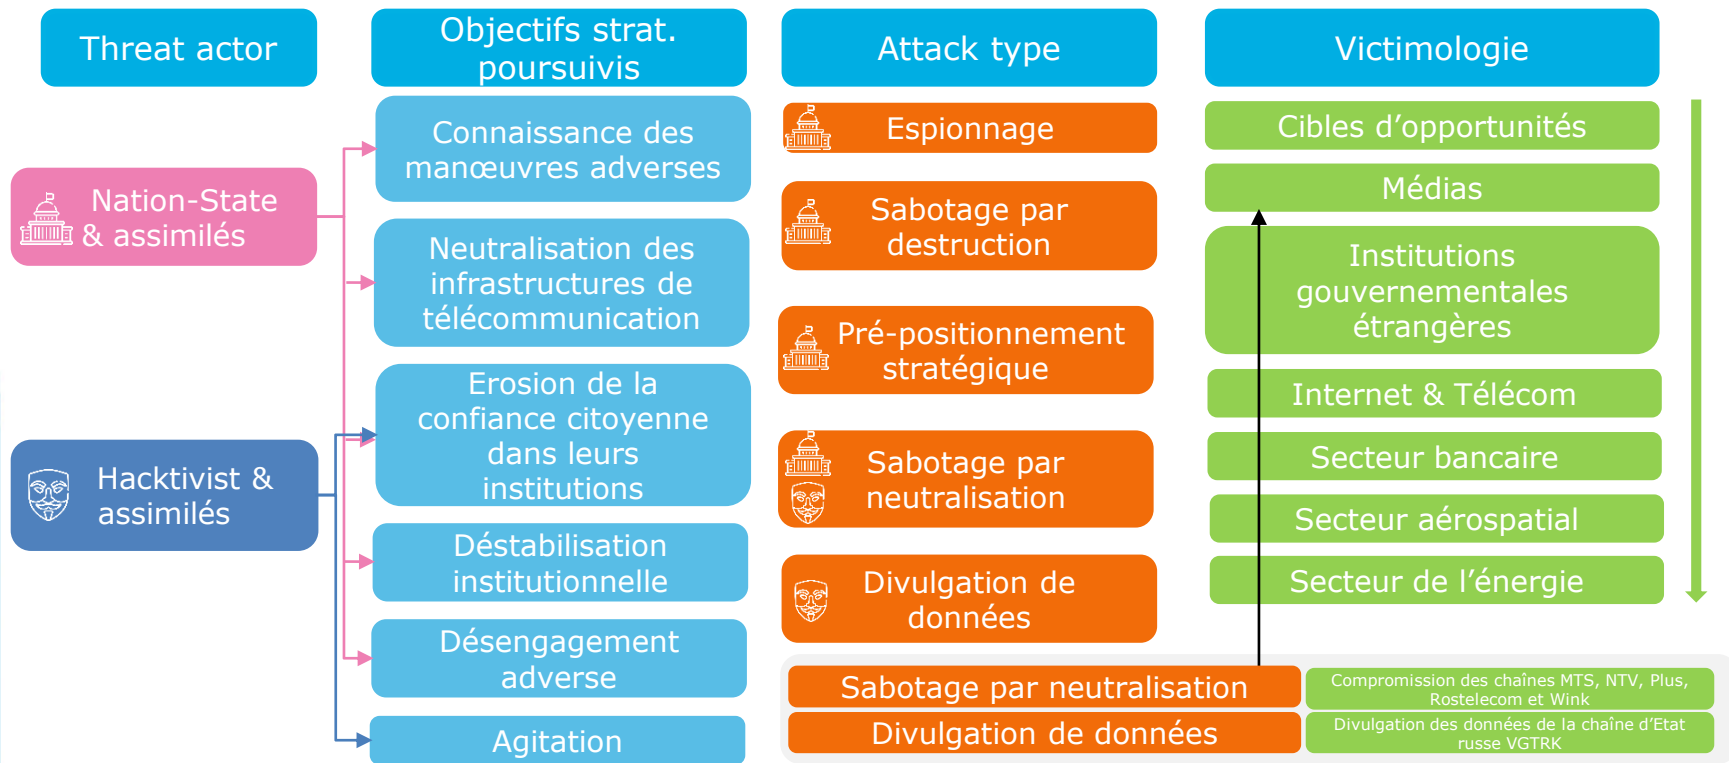 Threat actor
Objectifs strat.
poursuivis
Attack type
Victimologie
Nation-State
& assimilés
Hacktivist &
assimilés
Connaissance des
manœuvres adverses
Neutralisation des
infrastructures de
télécommunication
Erosion de la
confiance citoyenne
dans leurs
institutions
Déstabilisation
institutionnelle
Désengagement
adverse
Agitation
Espionnage
Sabotage par
destruction
Pré-positionnement
stratégique
Sabotage par
neutralisation
Divulgation de
données
Cibles d’opportunités
Médias
Institutions
gouvernementales
étrangères
Internet & Télécom
Secteur bancaire
Secteur aérospatial
Secteur de l’énergie
Sabotage par neutralisation
Compromission des chaînes MTS, NTV, Plus,
Rostelecom et Wink
Divulgation de données
Divulgation des données de la chaîne d’Etat
russe VGTRK